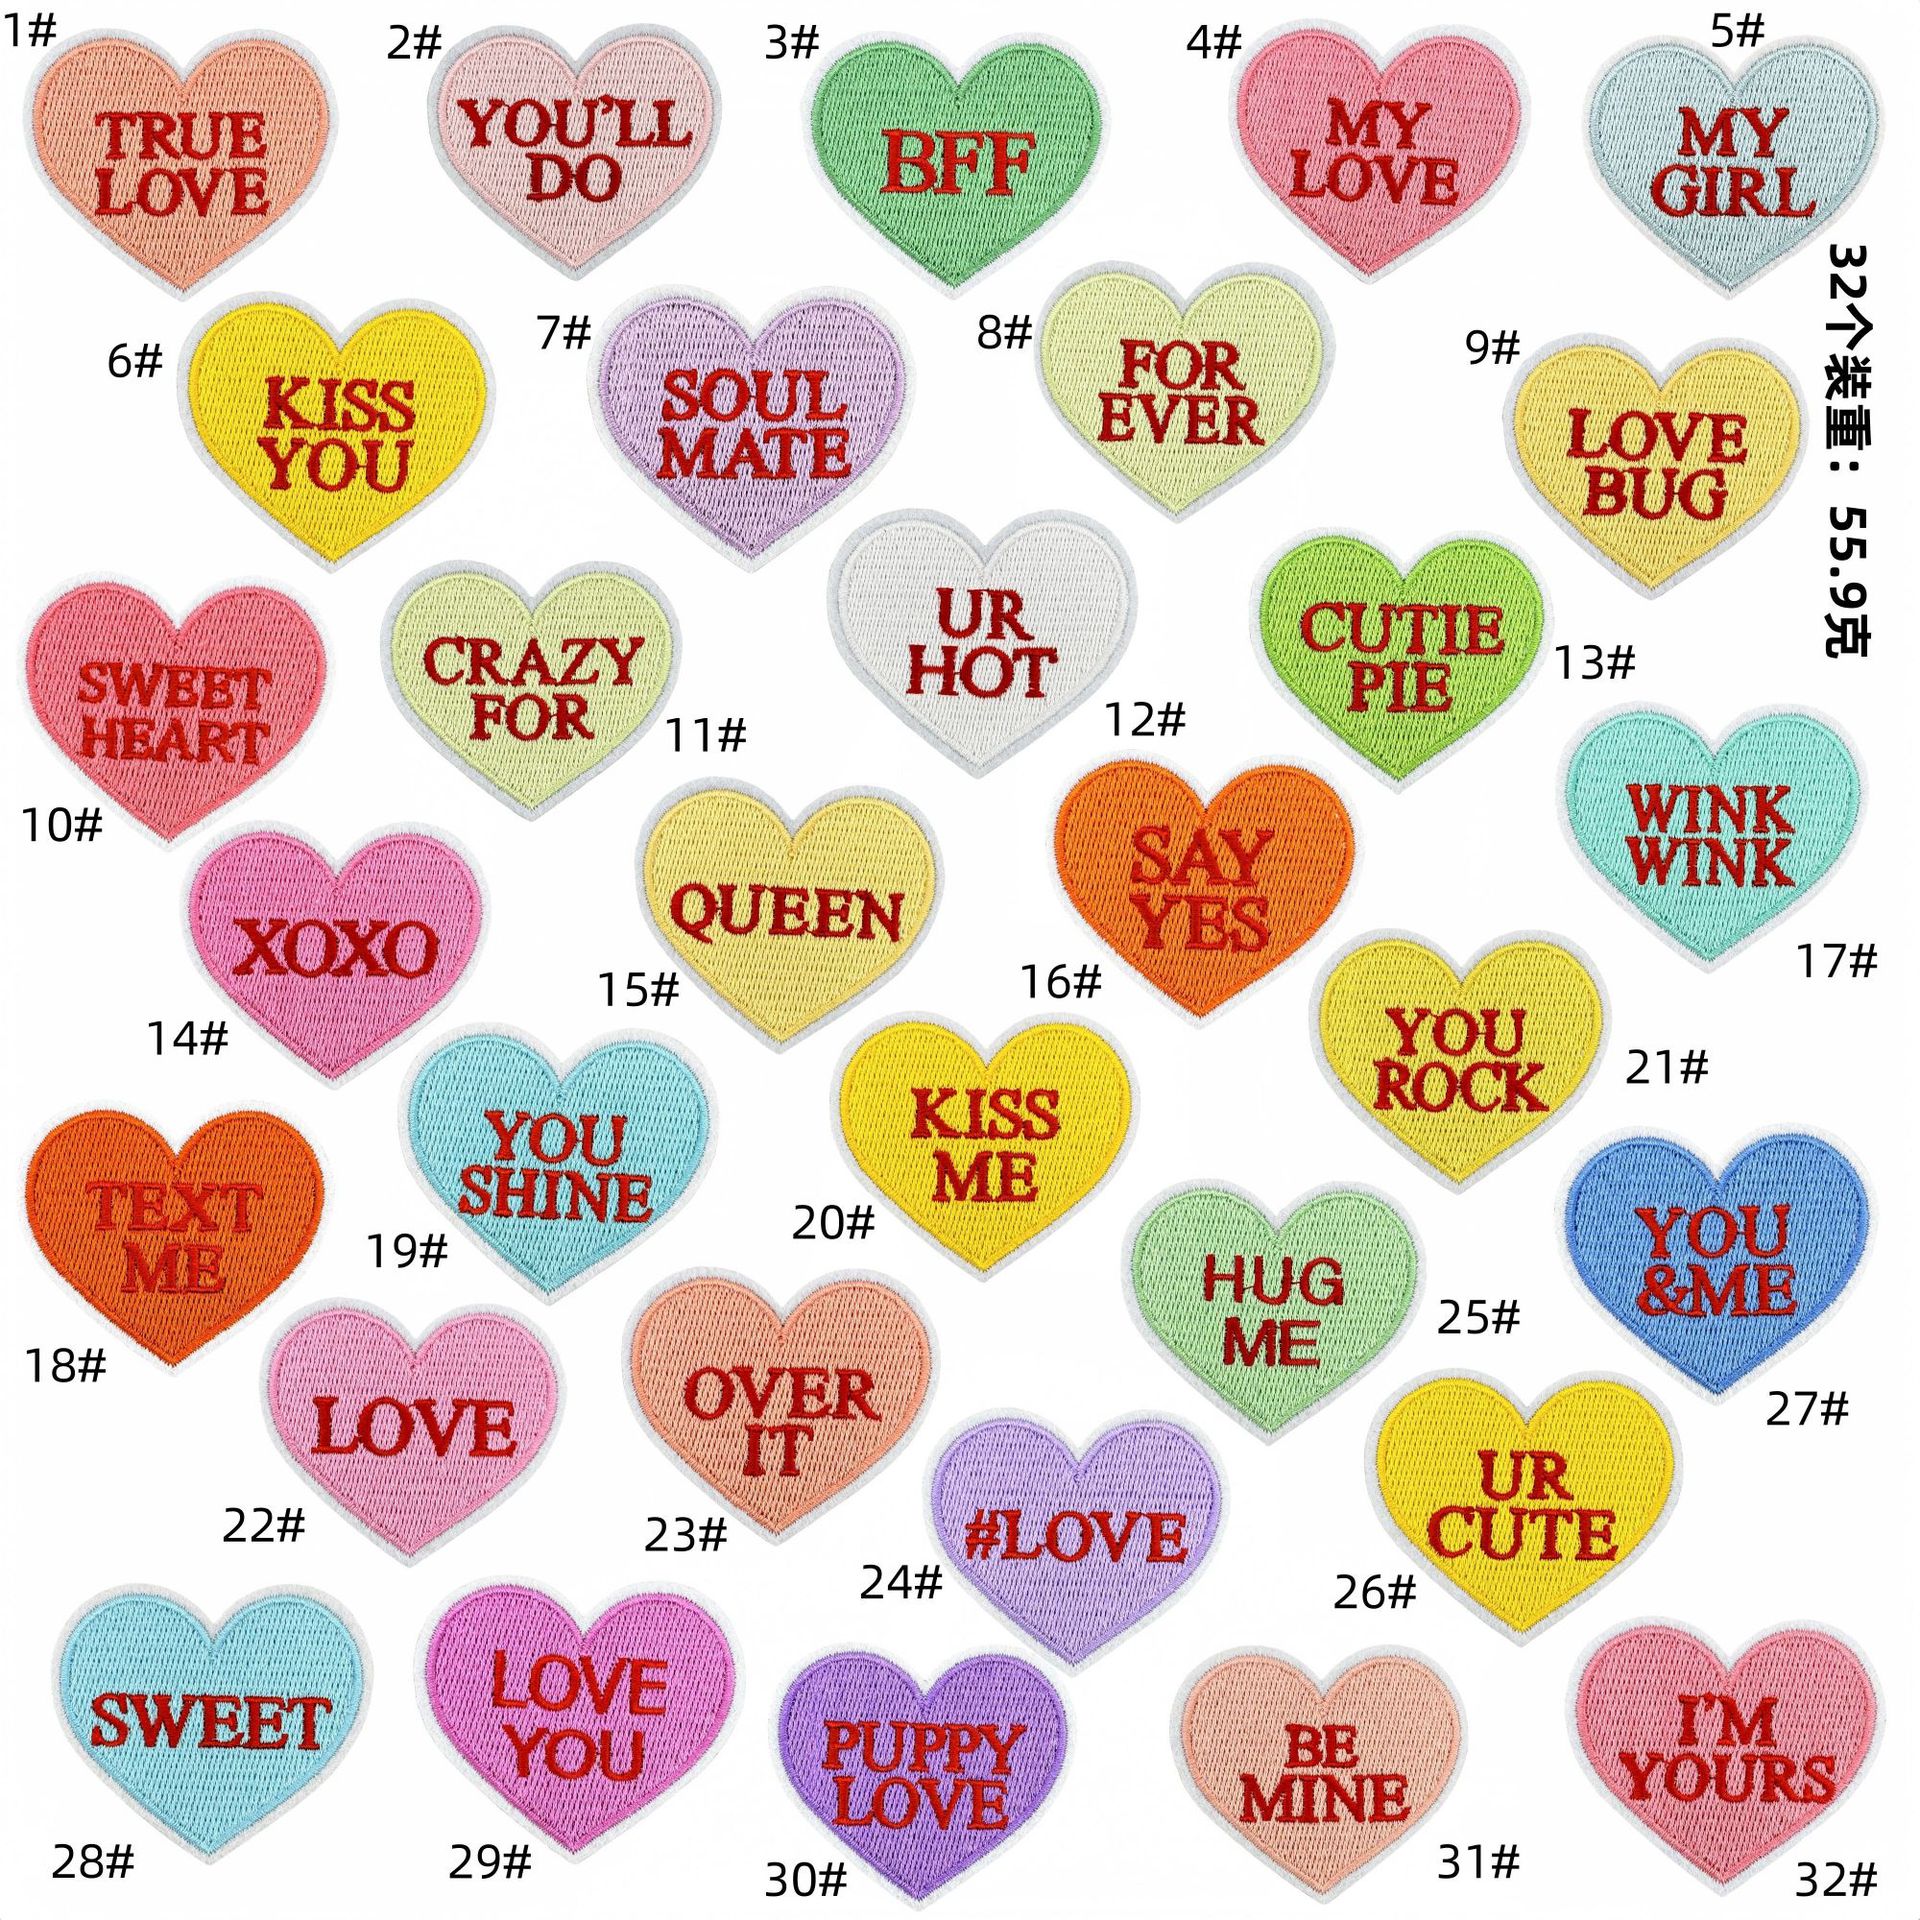 1#
TRUE
LOVE
2#
YOU'LL
DO
3#
BFF
4#
MY
LOVE
5#
MY
GIRL
6#
KISS
YOU
7#
SOUL
MATE
8#
FOR
EVER
9#
LOVE
BUG
32个装重：55.9克
10#
SWEET
HEART
11#
CRAZY
FOR
12#
UR
HOT
13#
CUTIE
PIE
14#
XOXO
15#
QUEEN
16#
SAY
YES
17#
WINK
WINK
18#
TEXT
ME
19#
YOU
SHINE
20#
KISS
ME
21#
YOU
ROCK
22#
LOVE
23#
OVER
IT
24#
#LOVE
25#
HUG
ME
26#
UR
CUTE
27#
YOU
&ME
28#
SWEET
29#
LOVE
YOU
30#
PUPPY
LOVE
31#
BE
MINE
32#
I'M
YOURS